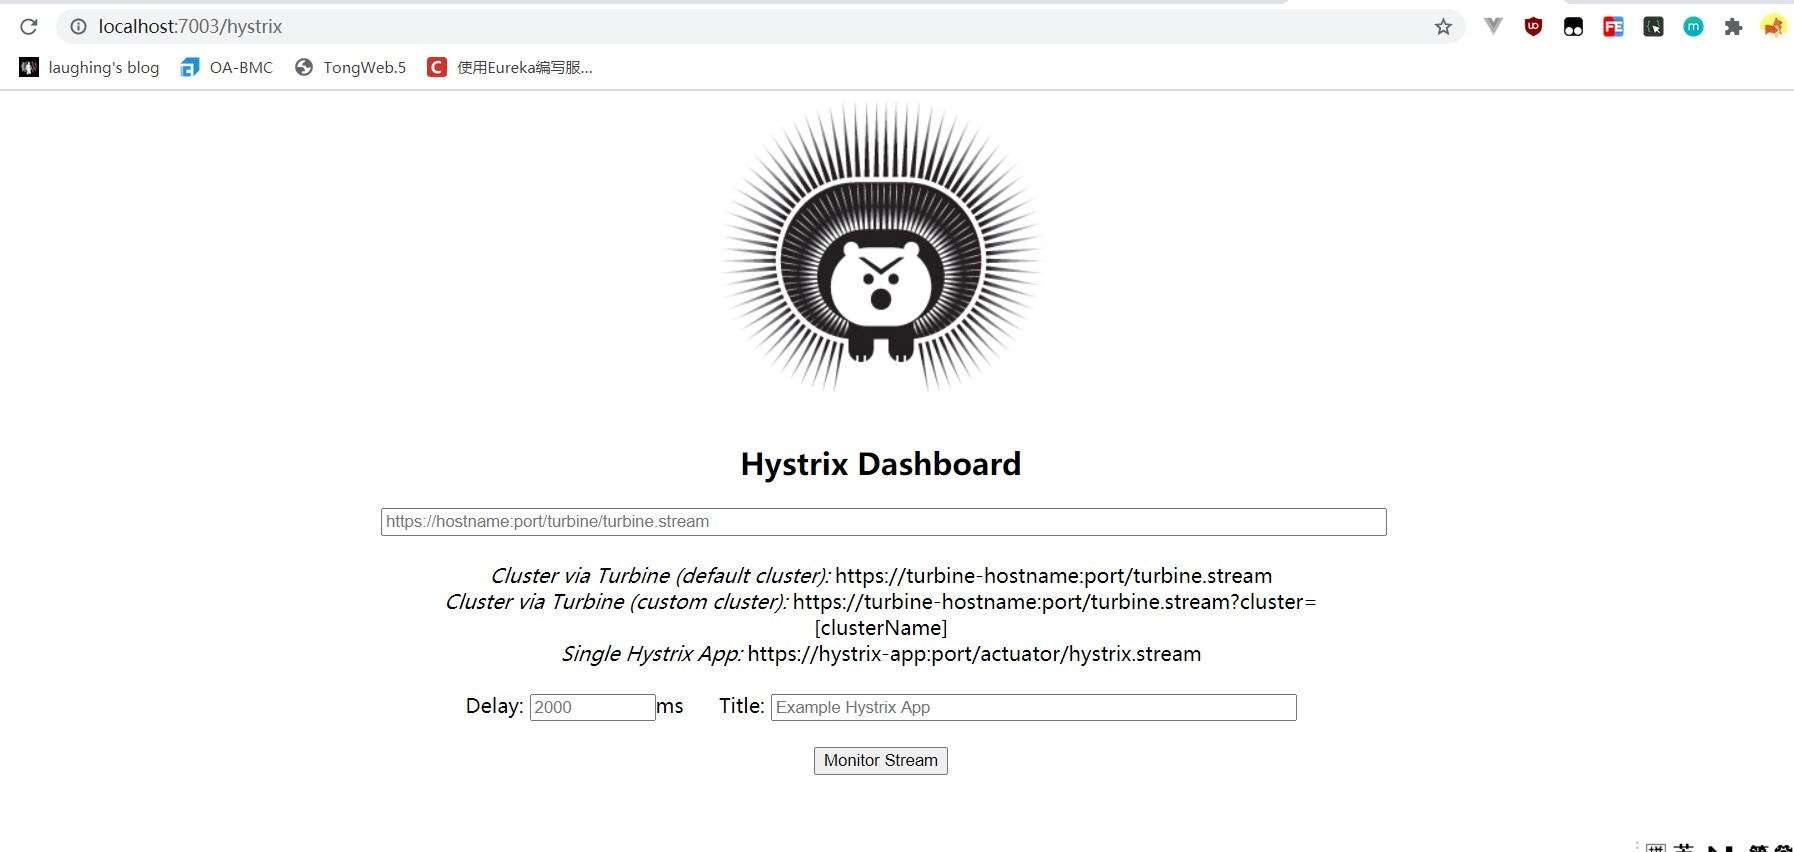 localhost:7003/hystrix
laughing's blog OA-BMC TongWeb.5 使用Eureka编写服...
Hystrix Dashboard
https://hostname:port/turbine/turbine.stream
Cluster via Turbine (default cluster): https://turbine-hostname:port/turbine.stream
Cluster via Turbine (custom cluster): https://turbine-hostname:port/turbine.stream?cluster=
[clusterName]
Single Hystrix App: https://hystrix-app:port/actuator/hystrix.stream
Delay: 2000 ms Title: Example Hystrix App
Monitor Stream